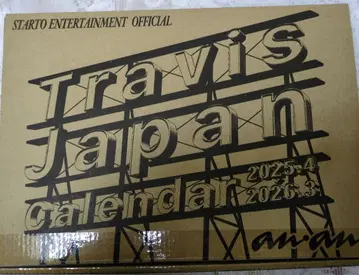 STARTO ENTERTAINMENT OFFICIAL
Travis
Japan
calendar 2025.4
2026.3
an·an